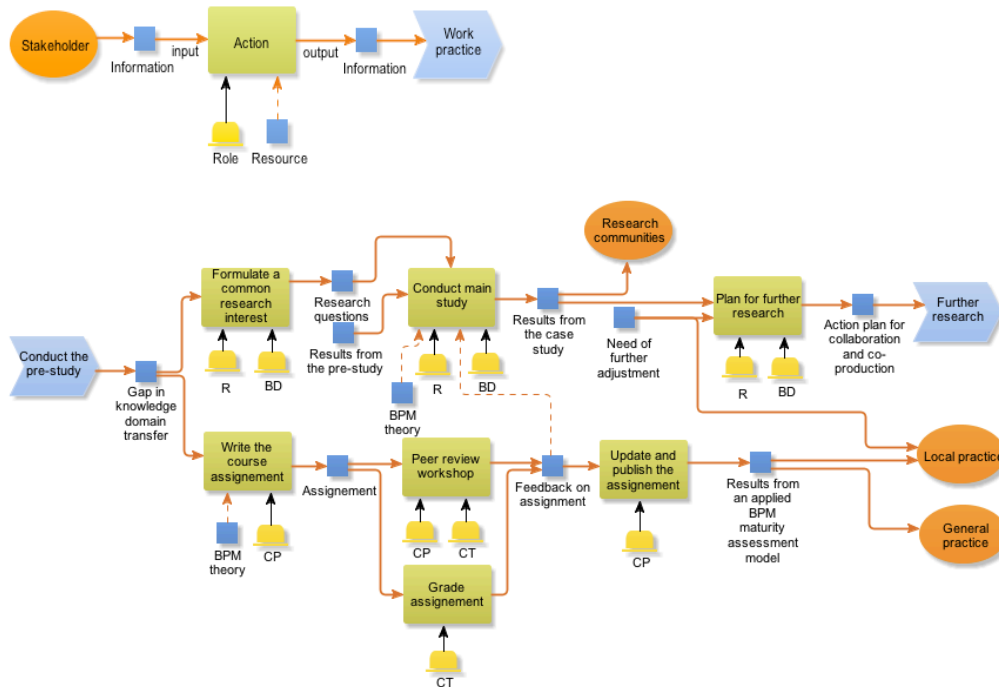 Stakeholder
Information
input
Action
output
Information
Work
practice
Role
Resource
Research
communities
Formulate a
common
research
interest
Research
questions
Conduct main
study
Results from
the case
study
Plan for further
research
Action plan for
collaboration
and co-
production
Further
research
Results from
the pre-study
Need of
further
adjustment
Conduct the
pre-study
Gap in
knowledge
domain
transfer
R
BD
BPM
theory
R
BD
R
BD
Write the
course
assignement
Assignement
Peer review
workshop
Feedback on
assignment
Update and
publish the
assignement
Results from
an applied
BPM
maturity
assessment
model
Local practice
General
practice
BPM
theory
CP
CP
CT
CP
Grade
assignement
CT